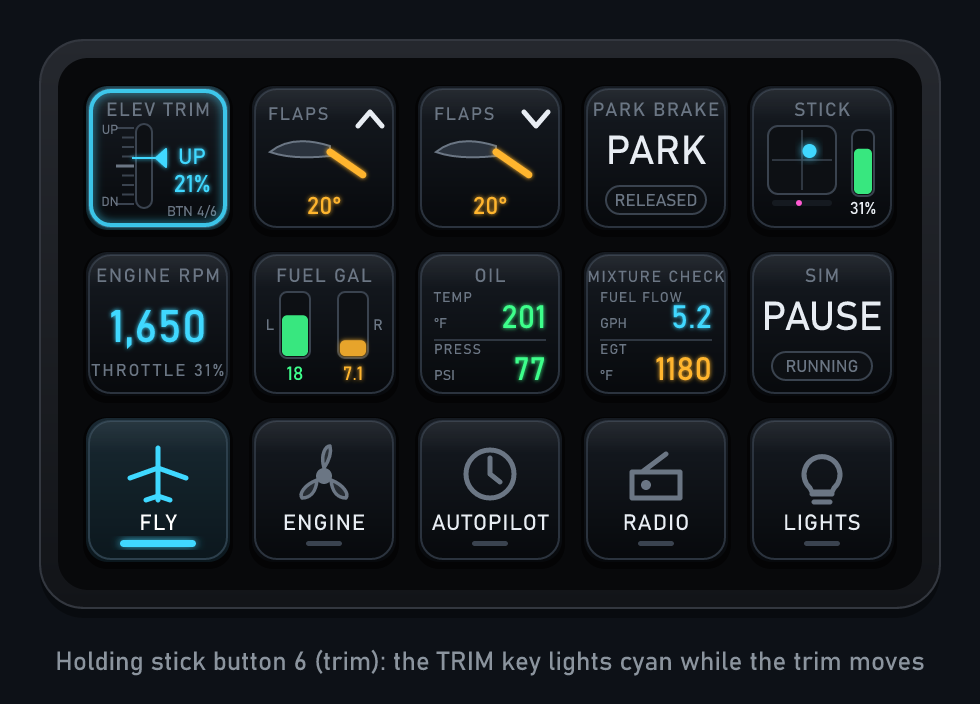 ELEV TRIM
UP
UP
21%
DN
BTN 4/6
FLAPS
20°
FLAPS
20°
PARK BRAKE
PARK
RELEASED
STICK
31%
ENGINE RPM
1,650
THROTTLE 31%
FUEL GAL
L
R
18
7.1
OIL
TEMP
°F
201
PRESS
PSI
77
MIXTURE CHECK
FUEL FLOW
GPH
5.2
EGT
°F
1180
SIM
PAUSE
RUNNING
FLY
ENGINE
AUTOPILOT
RADIO
LIGHTS
Holding stick button 6 (trim): the TRIM key lights cyan while the trim moves